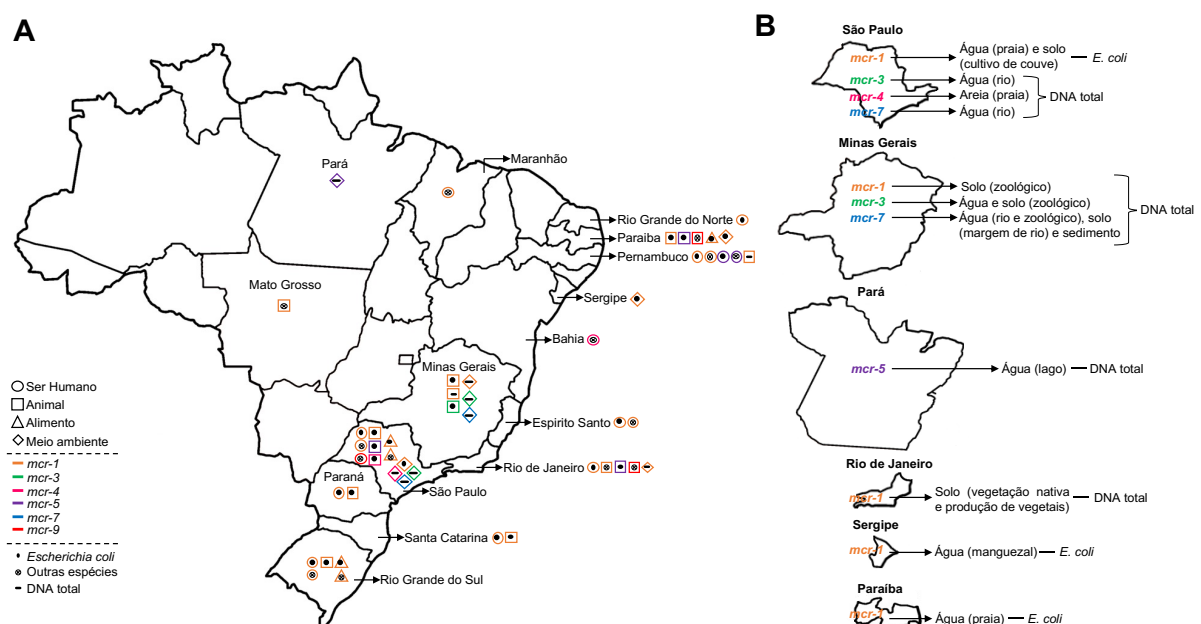 A
Pará
Maranhão
Rio Grande do Norte
Paraiba
Pernambuco
Mato Grosso
Sergipe
Bahia
Minas Gerais
Espirito Santo
Rio de Janeiro
Paraná
São Paulo
Santa Catarina
Rio Grande do Sul
Ser Humano
Animal
Alimento
Meio ambiente
mcr-1
mcr-3
mcr-4
mcr-5
mcr-7
mcr-9
Escherichia coli
Outras espécies
DNA total
B
São Paulo
mcr-1 Água (praia) e solo
(cultivo de couve) E. coli
mcr-3 Água (rio)
mcr-4 Areia (praia) DNA total
mcr-7 Água (rio)
Minas Gerais
mcr-1 Solo (zoológico)
mcr-3 Água e solo (zoológico)
DNA total
mcr-7 Água (rio e zoológico), solo
(margem de rio) e sedimento
Pará
mcr-5 Água (lago) DNA total
Rio de Janeiro
mcr-1 Solo (vegetação nativa
e produção de vegetais) DNA total
Sergipe
mcr-1 Água (manguezal) E. coli
Paraíba
mcr-1 Água (praia) E. coli